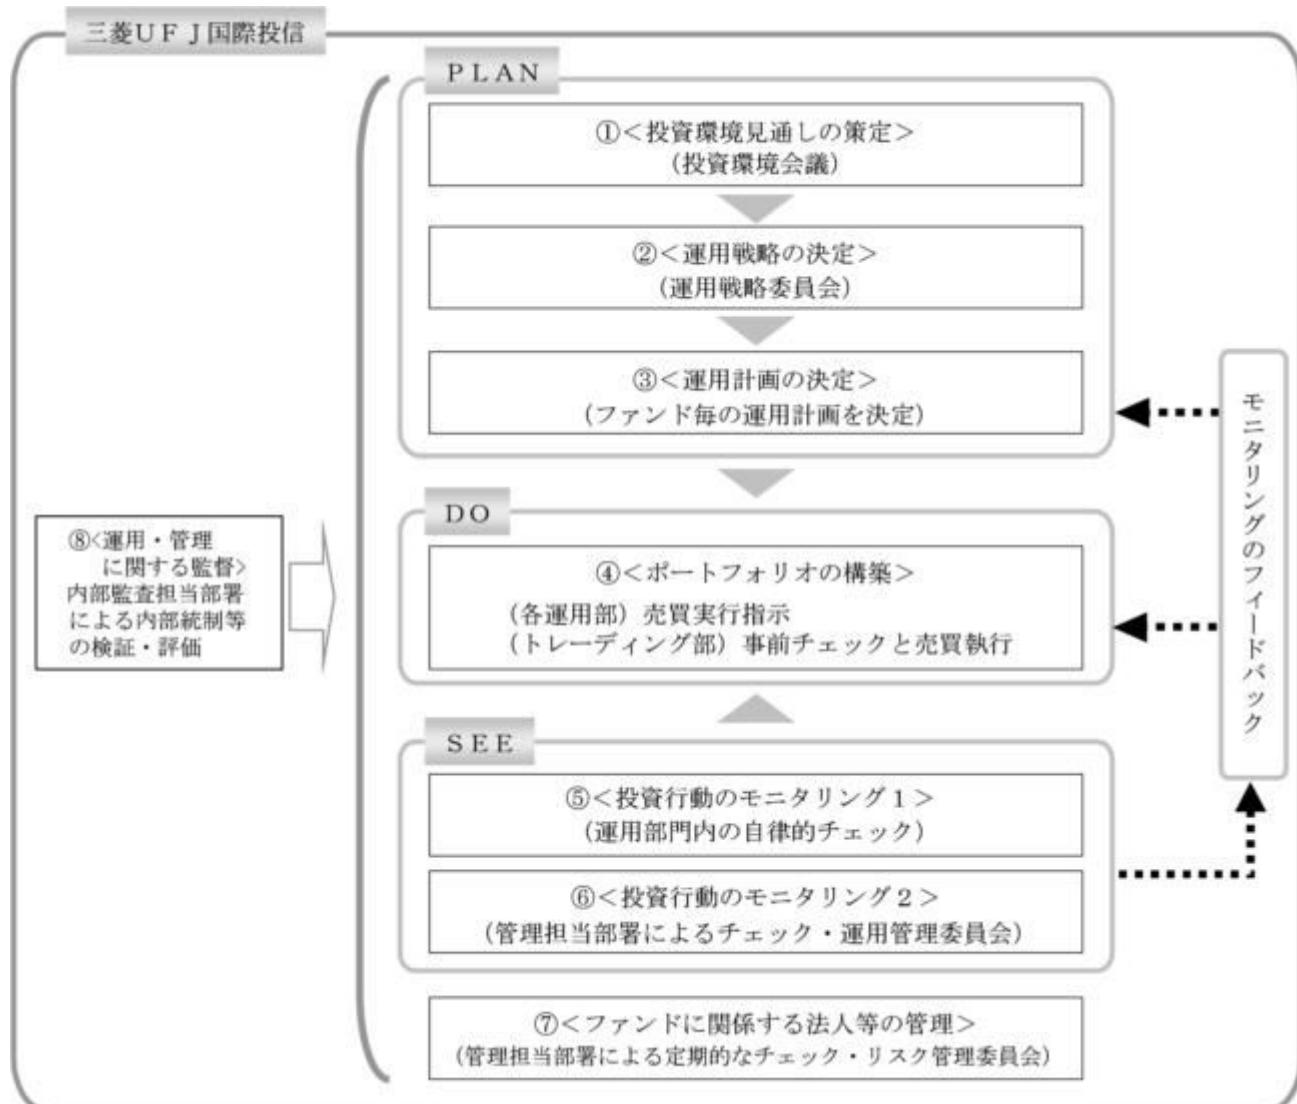 三菱ＵＦＪ国際投信
ＰＬＡＮ
①＜投資環境見通しの策定＞
（投資環境会議）
②＜運用戦略の決定＞
（運用戦略委員会）
③＜運用計画の決定＞
（ファンド毎の運用計画を決定）
ＤＯ
④＜ポートフォリオの構築＞
（各運用部）売買実行指示
（トレーディング部）事前チェックと売買執行
ＳＥＥ
⑤＜投資行動のモニタリング１＞
（運用部門内の自律的チェック）
⑥＜投資行動のモニタリング２＞
（管理担当部署によるチェック・運用管理委員会）
⑦＜ファンドに関係する法人等の管理＞
（管理担当部署による定期的なチェック・リスク管理委員会）
⑧<運用・管理
に関する監督>
内部監査担当部署
による内部統制等
の検証・評価
モニタリングのフィードバック